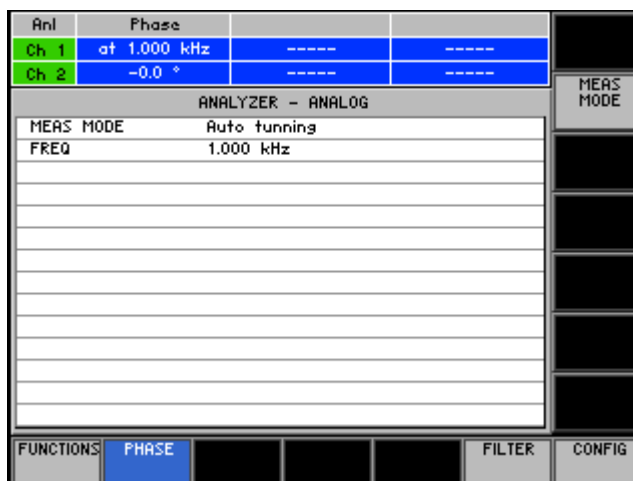 Anl Phase
Ch 1 at 1.000 kHz ----- -----
Ch 2 -0.0 ° ----- -----
MEAS MODE
ANALYZER - ANALOG
MEAS MODE Auto tunning
FREQ 1.000 kHz
FUNCTIONS PHASE FILTER CONFIG